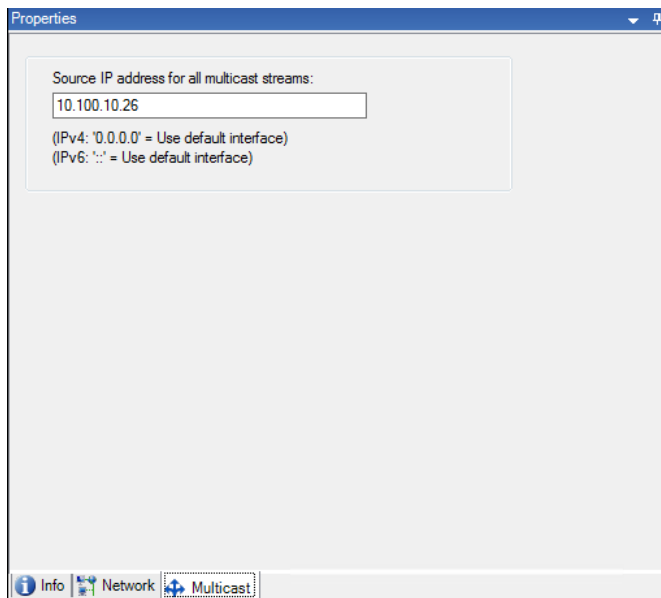 Properties
Source IP address for all multicast streams:
10.100.10.26
(IPv4: '0.0.0.0' = Use default interface)
(IPv6: '::' = Use default interface)
Info Network Multicast